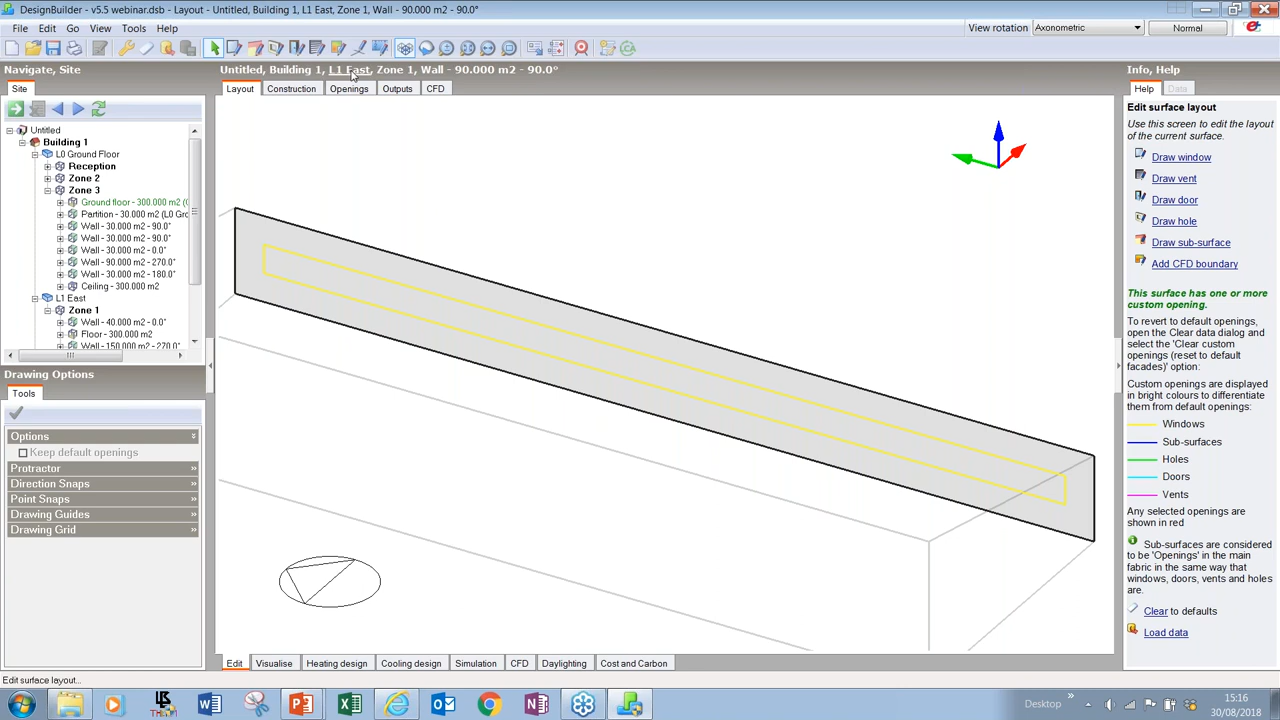 DesignBuilder - v5.5 webinar.dsb - Layout - Untitled, Building 1, L1 East, Zone 1, Wall - 90.000 m2 - 90.0°
File Edit Go View Tools Help
View rotation Axonometric Normal
Navigate, Site
Untitled, Building 1, L1 East, Zone 1, Wall - 90.000 m2 - 90.0°
Info, Help
Site
Layout Construction Openings Outputs CFD
Help Data
Untitled
Building 1
L0 Ground Floor
Reception
Zone 2
Zone 3
Ground floor - 300.000 m2 (
Partition - 30.000 m2 (L0 Gro
Wall - 30.000 m2 - 90.0°
Wall - 30.000 m2 - 90.0°
Wall - 30.000 m2 - 0.0°
Wall - 90.000 m2 - 270.0°
Wall - 30.000 m2 - 180.0°
Ceiling - 300.000 m2
L1 East
Zone 1
Wall - 40.000 m2 - 0.0°
Floor - 300.000 m2
Wall - 150.000 m2 - 270.0°
Drawing Options
Tools
Options
Keep default openings
Protractor
Direction Snaps
Point Snaps
Drawing Guides
Drawing Grid
Edit surface layout
Use this screen to edit the layout
of the current surface.
Draw window
Draw vent
Draw door
Draw hole
Draw sub-surface
Add CFD boundary
This surface has one or more
custom opening.
To revert to default openings,
open the Clear data dialog and
select the 'Clear custom
openings (reset to default
facades)' option:
Custom openings are displayed
in bright colours to differentiate
them from default openings:
Windows
Sub-surfaces
Holes
Doors
Vents
Any selected openings are
shown in red
Sub-surfaces are considered
to be 'Openings' in the main
fabric in the same way that
windows, doors, vents and holes
are.
Clear to defaults
Load data
Edit Visualise Heating design Cooling design Simulation CFD Daylighting Cost and Carbon
Edit surface layout...
Desktop
15:16
30/08/2018